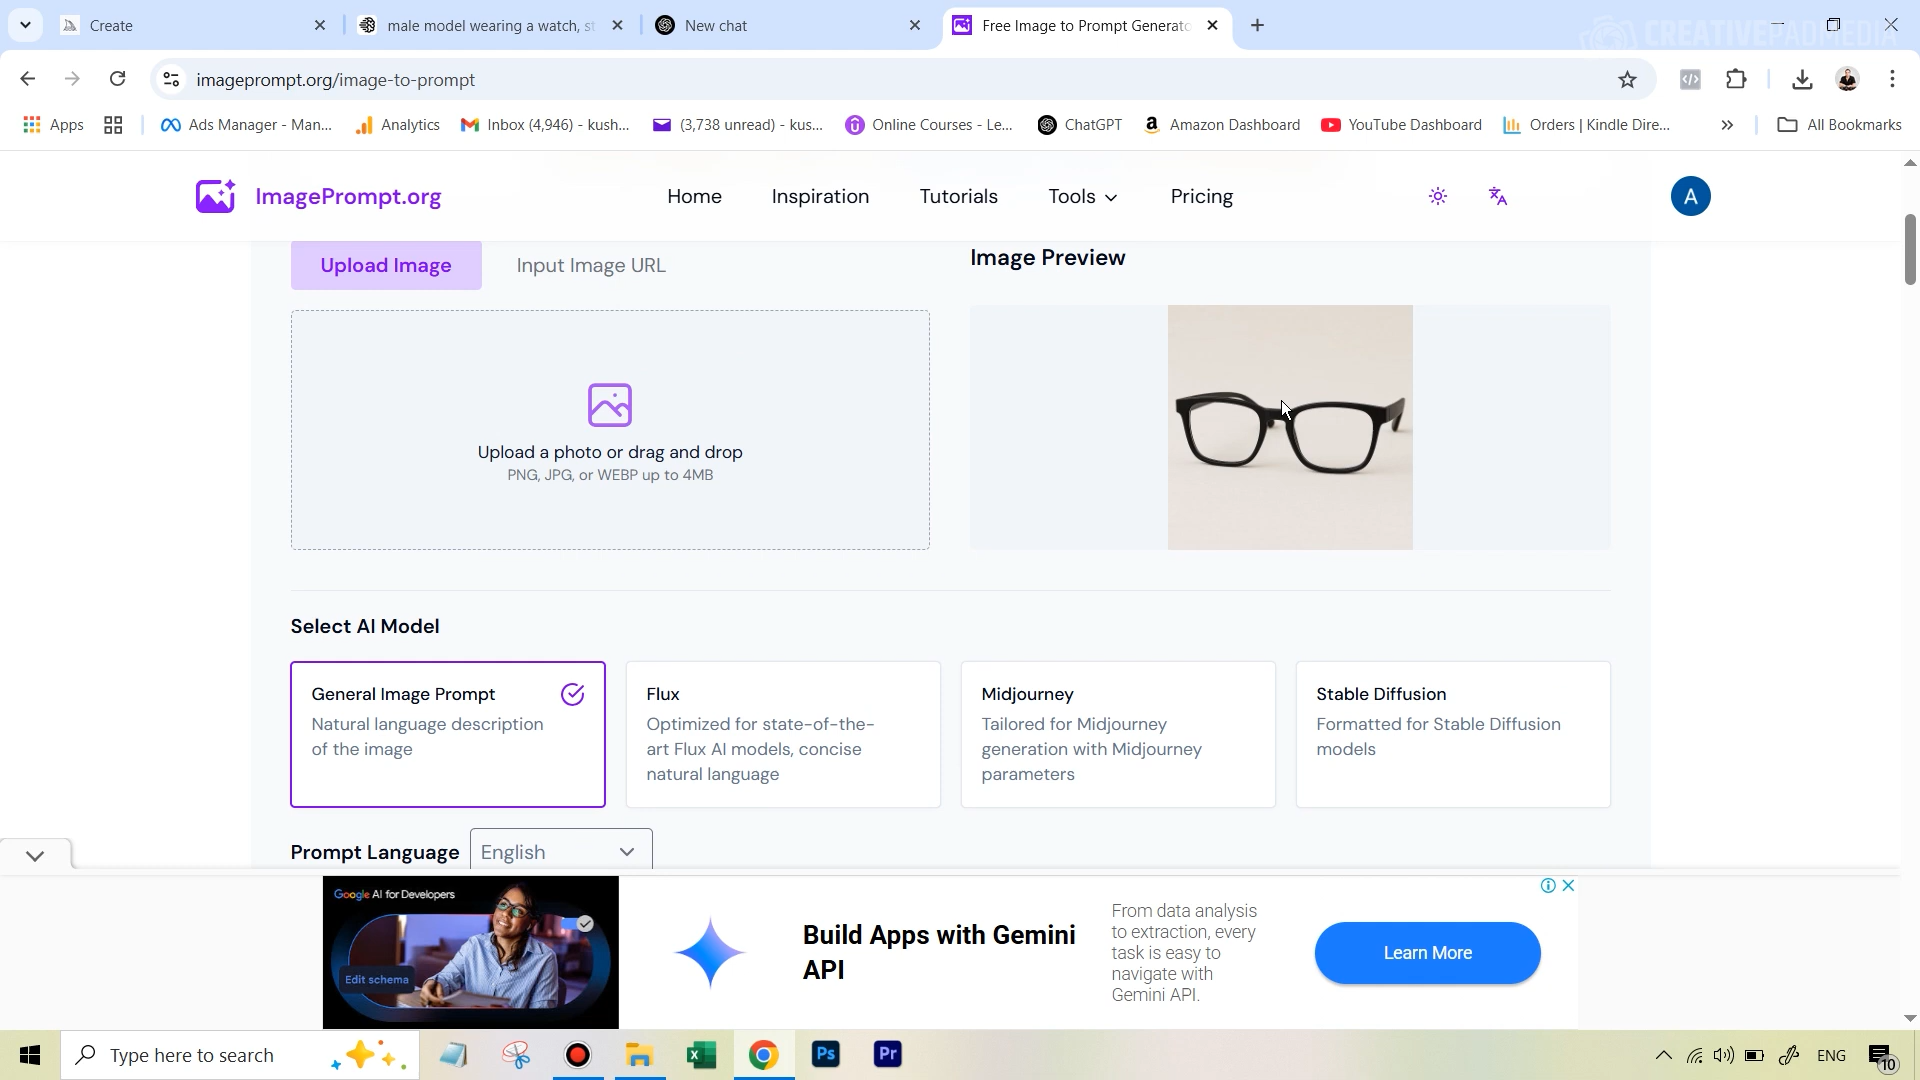 Create
male model wearing a watch, st
New chat
Free Image to Prompt Generato
CREATIVEPADMEDIA
imageprompt.org/image-to-prompt
Apps
Ads Manager - Man...
Analytics
Inbox (4,946) - kush...
(3,738 unread) - kus...
Online Courses - Le...
ChatGPT
Amazon Dashboard
YouTube Dashboard
Orders | Kindle Dire...
All Bookmarks
ImagePrompt.org
Home
Inspiration
Tutorials
Tools
Pricing
A
Upload Image
Input Image URL
Image Preview
Upload a photo or drag and drop
PNG, JPG, or WEBP up to 4MB
Select AI Model
General Image Prompt
Natural language description
of the image
Flux
Optimized for state-of-the-
art Flux AI models, concise
natural language
Midjourney
Tailored for Midjourney
generation with Midjourney
parameters
Stable Diffusion
Formatted for Stable Diffusion
models
Prompt Language
English
Google AI for Developers
Edit schema
Build Apps with Gemini
API
From data analysis
to extraction, every
task is easy to
navigate with
Gemini API.
Learn More
Type here to search
Ps
Pr
ENG
10